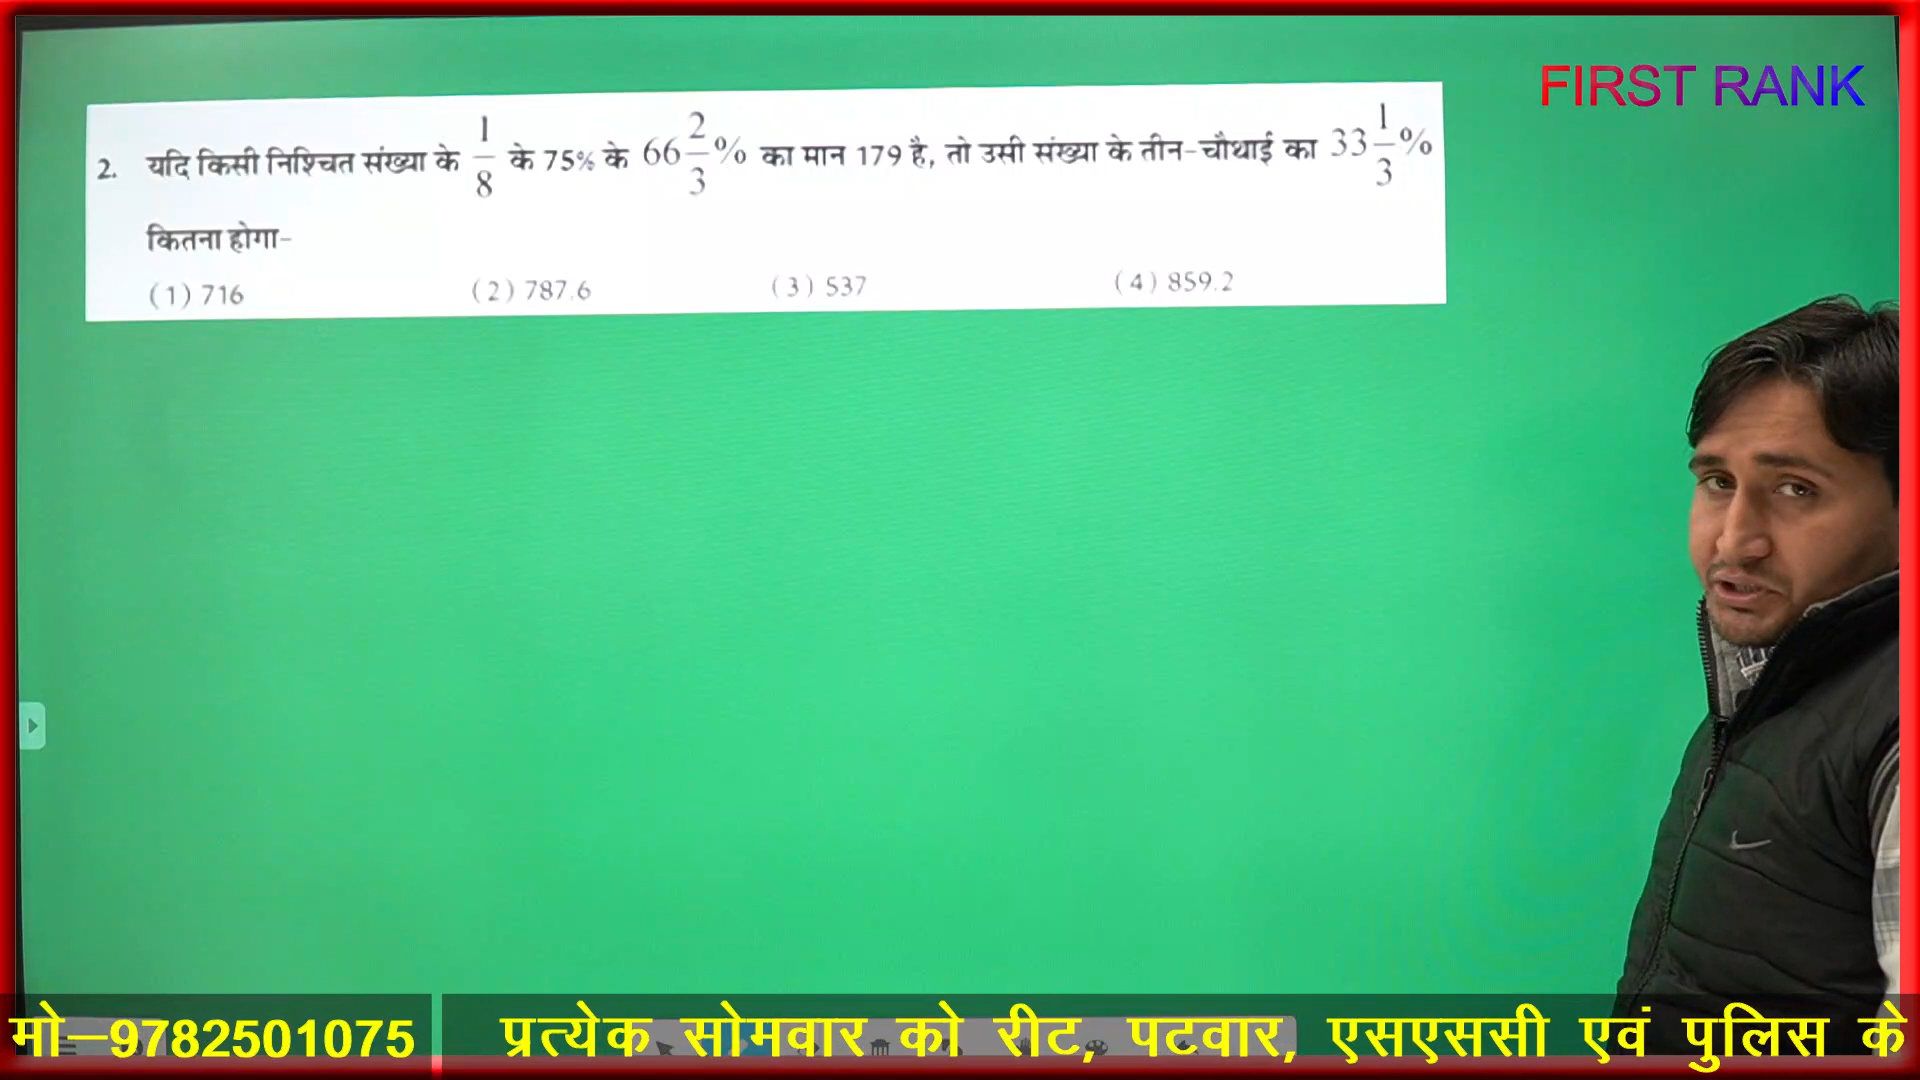 FIRST RANK
2. यदि किसी निश्चित संख्या के 1/8 के 75% के 66 2/3% का मान 179 है, तो उसी संख्या के तीन-चौथाई का 33 1/3%
कितना होगा-
(1) 716 (2) 787.6 (3) 537 (4) 859.2
मो–9782501075 प्रत्येक सोमवार को रीट, पटवार, एसएससी एवं पुलिस के